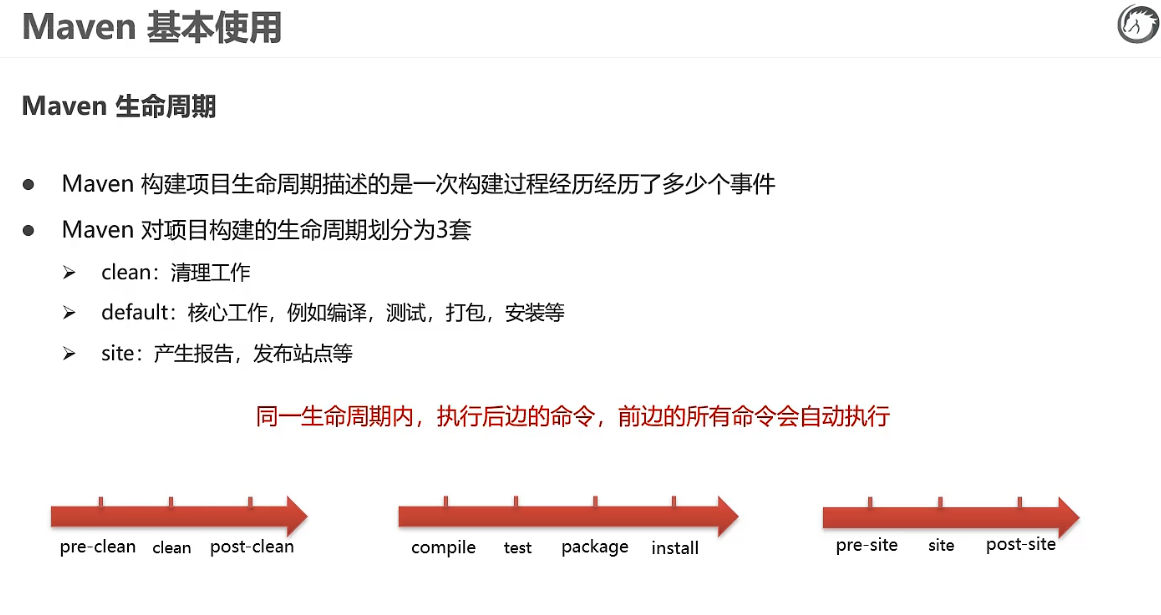 Maven 基本使用
Maven 生命周期
Maven 构建项目生命周期描述的是一次构建过程经历经历了多少个事件
Maven 对项目构建的生命周期划分为3套
clean：清理工作
default：核心工作，例如编译，测试，打包，安装等
site：产生报告，发布站点等
同一生命周期内，执行后边的命令，前边的所有命令会自动执行
pre-clean clean post-clean
compile test package install
pre-site site post-site